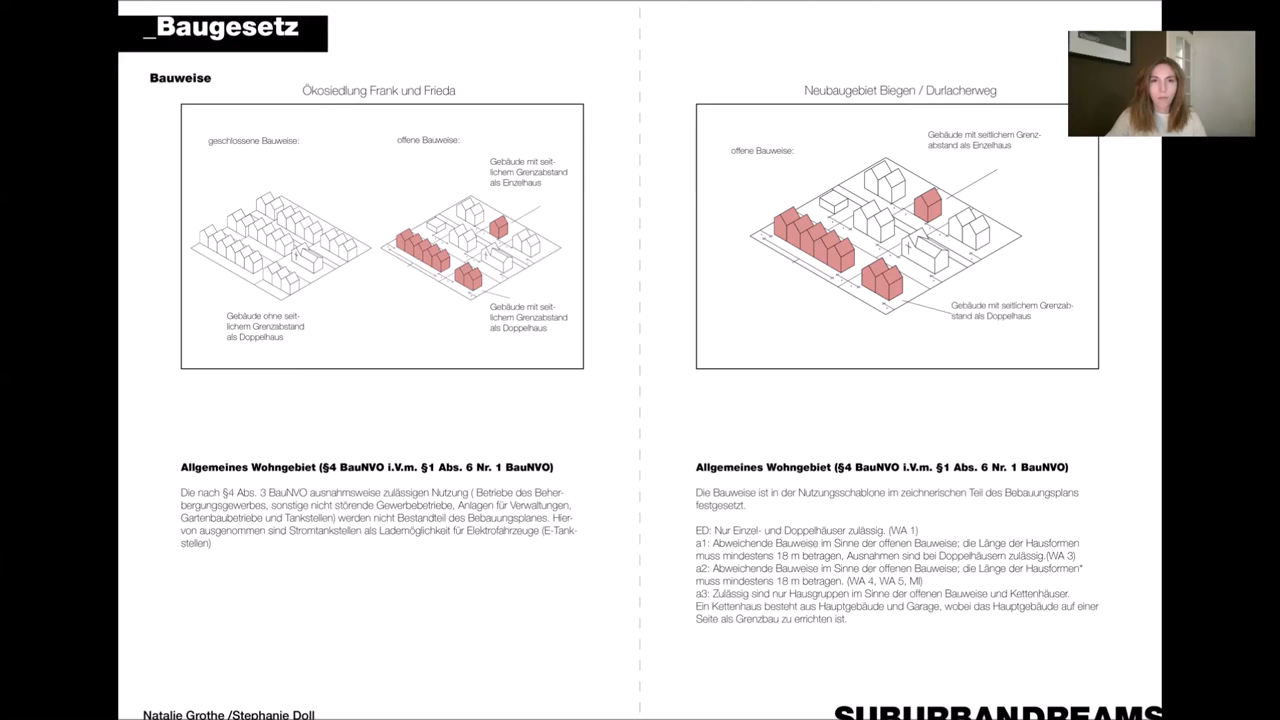 _Baugesetz
Bauweise
Ökosiedlung Frank und Frieda
geschlossene Bauweise:
offene Bauweise:
Gebäude mit seit-
lichem Grenzabstand
als Einzelhaus
Gebäude ohne seit-
lichem Grenzabstand
als Doppelhaus
Gebäude mit seit-
lichem Grenzabstand
als Doppelhaus
Allgemeines Wohngebiet (§4 BauNVO i.V.m. §1 Abs. 6 Nr. 1 BauNVO)
Die nach §4 Abs. 3 BauNVO ausnahmsweise zulässigen Nutzung ( Betriebe des Beher-
bergungsgewerbes, sonstige nicht störende Gewerbebetriebe, Anlagen für Verwaltungen,
Gartenbaubetriebe und Tankstellen) werden nicht Bestandteil des Bebauungsplanes. Hier-
von ausgenommen sind Stromtankstellen als Lademöglichkeit für Elektrofahrzeuge (E-Tank-
stellen)
Neubaugebiet Biegen / Durlacherweg
offene Bauweise:
Gebäude mit seitlichem Grenz-
abstand als Einzelhaus
Gebäude mit seitlichem Grenzab-
stand als Doppelhaus
Allgemeines Wohngebiet (§4 BauNVO i.V.m. §1 Abs. 6 Nr. 1 BauNVO)
Die Bauweise ist in der Nutzungsschablone im zeichnerischen Teil des Bebauungsplans
festgesetzt.
ED: Nur Einzel- und Doppelhäuser zulässig. (WA 1)
a1: Abweichende Bauweise im Sinne der offenen Bauweise; die Länge der Hausformen
muss mindestens 18 m betragen, Ausnahmen sind bei Doppelhäusern zulässig.(WA 3)
a2: Abweichende Bauweise im Sinne der offenen Bauweise; die Länge der Hausformen*
muss mindestens 18 m betragen. (WA 4, WA 5, MI)
a3: Zulässig sind nur Hausgruppen im Sinne der offenen Bauweise und Kettenhäuser.
Ein Kettenhaus besteht aus Hauptgebäude und Garage, wobei das Hauptgebäude auf einer
Seite als Grenzbau zu errichten ist.
Natalie Grothe /Stephanie Doll
SUBURBANDREAMS